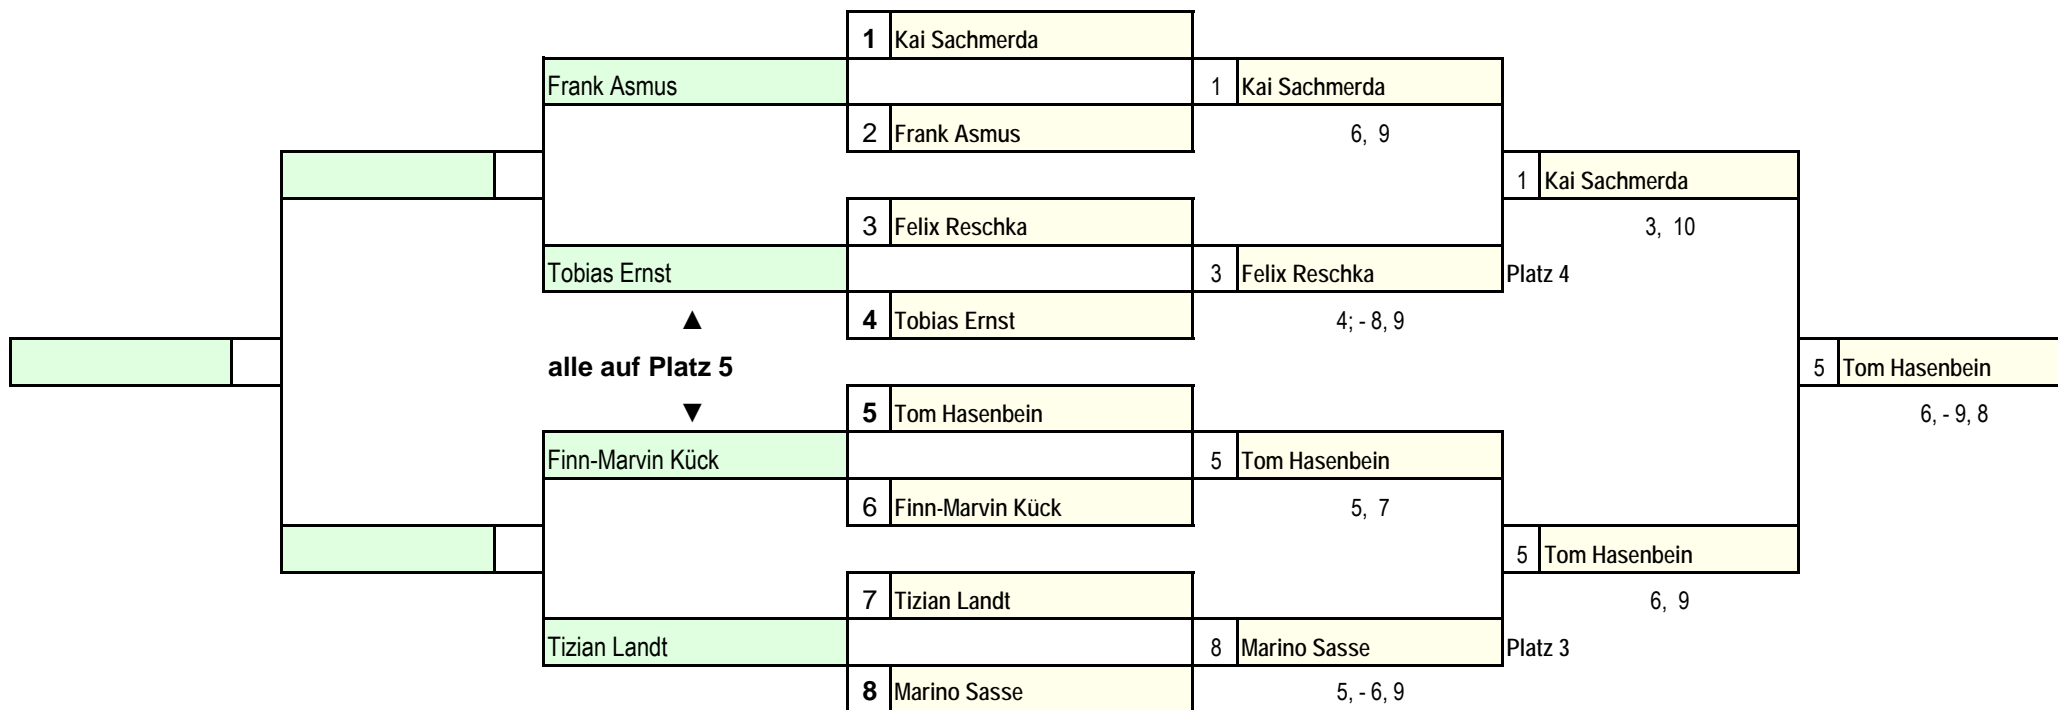 1 Kai Sachmerda
Frank Asmus 1 Kai Sachmerda
2 Frank Asmus 6, 9
1 Kai Sachmerda
3 Felix Reschka 3, 10
Tobias Ernst 3 Felix Reschka Platz 4
▲ 4 Tobias Ernst 4; - 8, 9
alle auf Platz 5 5 Tom Hasenbein
▼ 5 Tom Hasenbein 6, - 9, 8
Finn-Marvin Kück 5 Tom Hasenbein
6 Finn-Marvin Kück 5, 7
5 Tom Hasenbein
7 Tizian Landt 6, 9
Tizian Landt 8 Marino Sasse Platz 3
8 Marino Sasse 5, - 6, 9